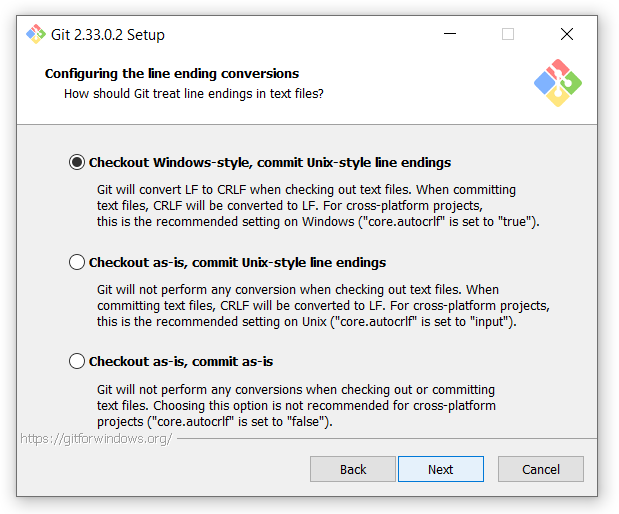 Git 2.33.0.2 Setup
Configuring the line ending conversions
How should Git treat line endings in text files?
Checkout Windows-style, commit Unix-style line endings
Git will convert LF to CRLF when checking out text files. When committing
text files, CRLF will be converted to LF. For cross-platform projects,
this is the recommended setting on Windows ("core.autocrlf" is set to "true").
Checkout as-is, commit Unix-style line endings
Git will not perform any conversion when checking out text files. When
committing text files, CRLF will be converted to LF. For cross-platform projects,
this is the recommended setting on Unix ("core.autocrlf" is set to "input").
Checkout as-is, commit as-is
Git will not perform any conversions when checking out or committing
text files. Choosing this option is not recommended for cross-platform
projects ("core.autocrlf" is set to "false").
https://gitforwindows.org/
Back
Next
Cancel